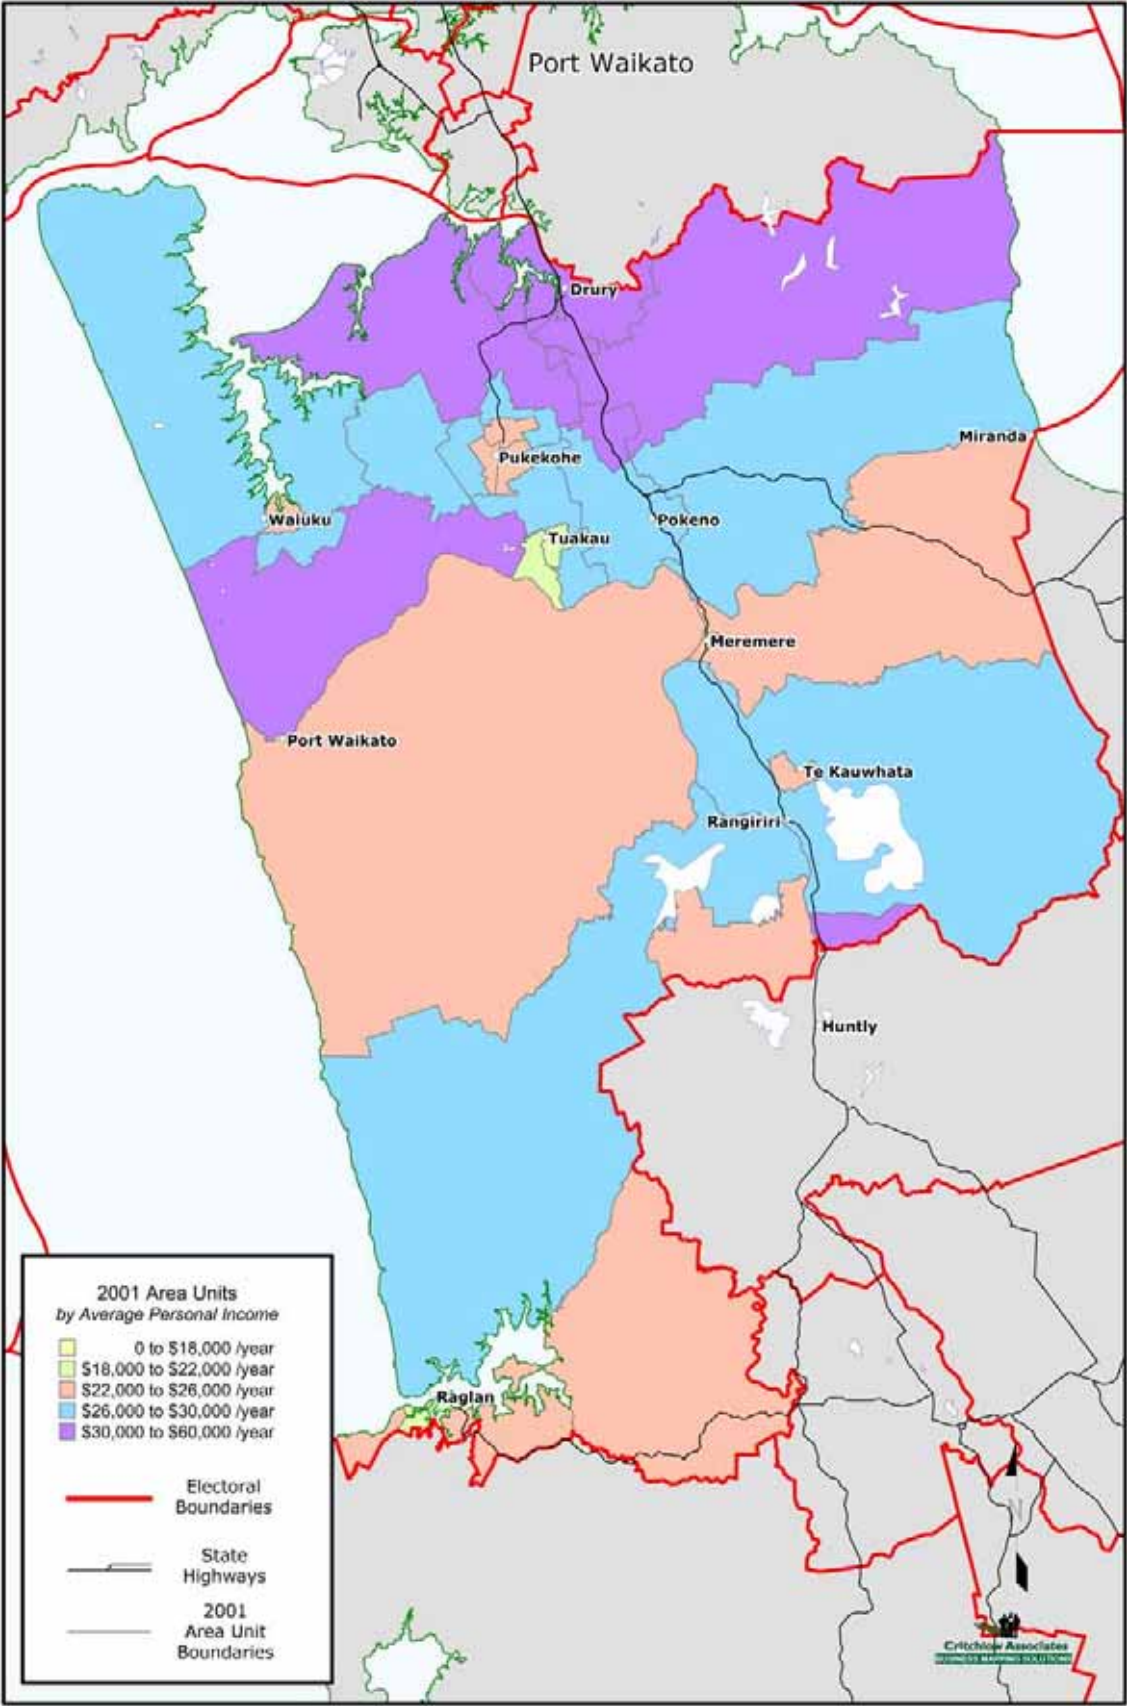 Port Waikato
Drury
Miranda
Pukekohe
Waiuku
Pokeno
Tuakau
Meremere
Port Waikato
Te Kauwhata
Rangiriri
Huntly
Raglan
2001 Area Units
by Average Personal Income
0 to $18,000 /year
$18,000 to $22,000 /year
$22,000 to $26,000 /year
$26,000 to $30,000 /year
$30,000 to $60,000 /year
Electoral
Boundaries
State
Highways
2001
Area Unit
Boundaries
N
Critchlow Associates
BUSINESS MAPPING SOLUTIONS